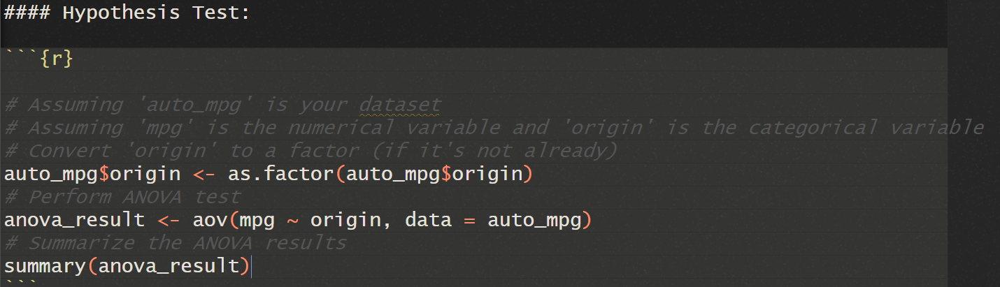 #### Hypothesis Test:
```{r}
# Assuming 'auto_mpg' is your dataset
# Assuming 'mpg' is the numerical variable and 'origin' is the categorical variable
# Convert 'origin' to a factor (if it's not already)
auto_mpg$origin <- as.factor(auto_mpg$origin)
# Perform ANOVA test
anova_result <- aov(mpg ~ origin, data = auto_mpg)
# Summarize the ANOVA results
summary(anova_result)
```